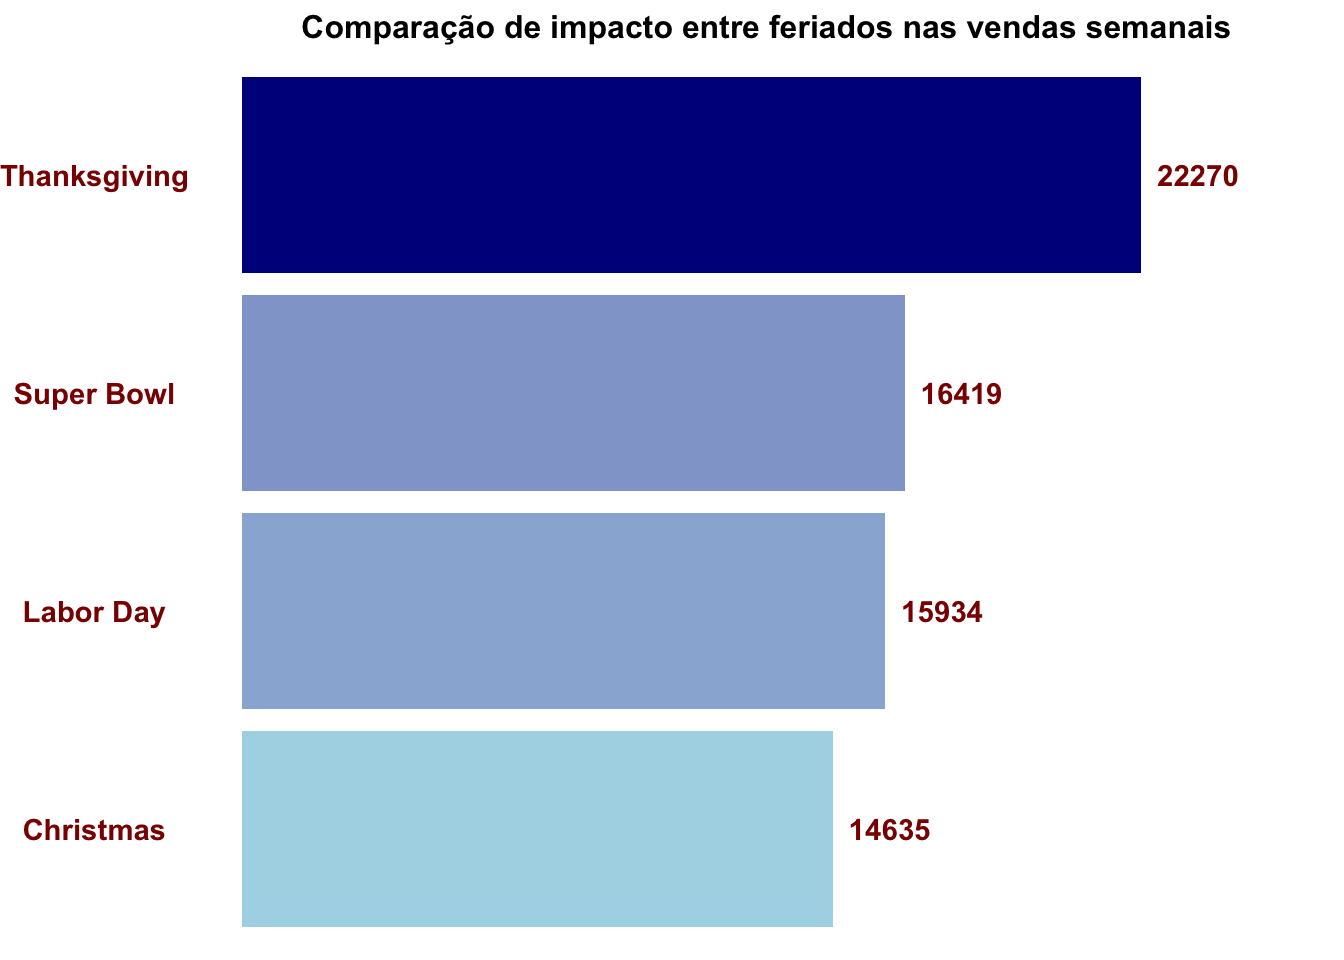 Comparação de impacto entre feriados nas vendas semanais
Thanksgiving 22270
Super Bowl 16419
Labor Day 15934
Christmas 14635